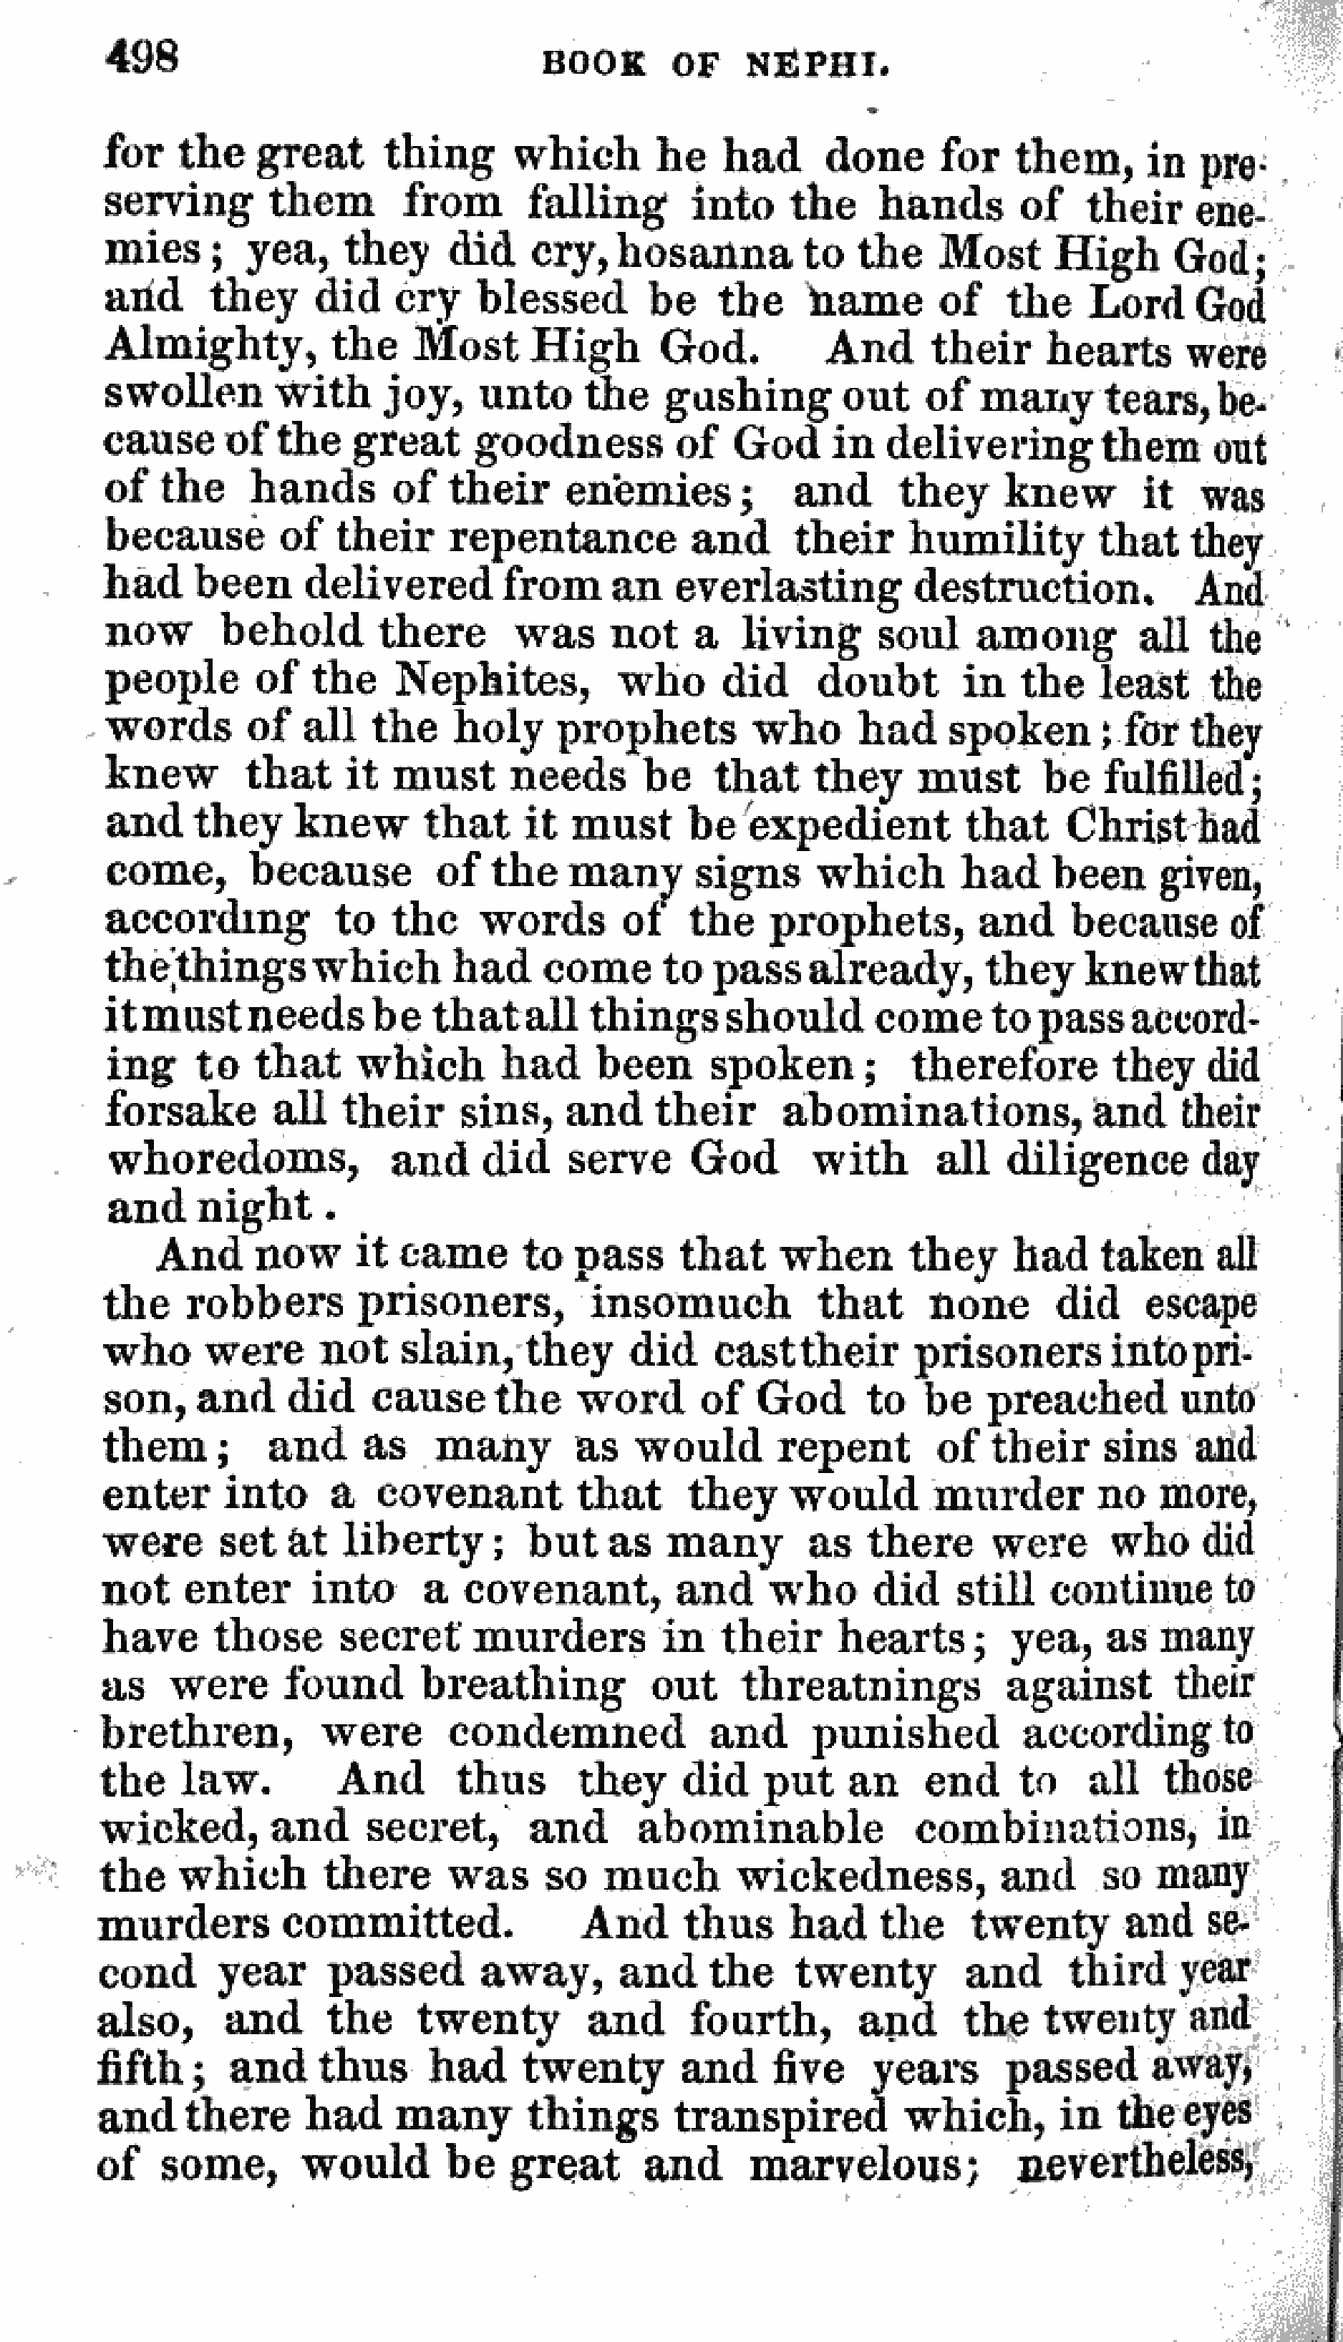 498 BOOK OF NEPHI.
for the great thing which he had done for them, in pre-
serving them from falling into the hands of their ene-
mies; yea, they did cry, hosanna to the Most High God;
and they did cry blessed be the name of the Lord God
Almighty, the Most High God. And their hearts were
swollen with joy, unto the gushing out of many tears, be-
cause of the great goodness of God in delivering them out
of the hands of their enemies; and they knew it was
because of their repentance and their humility that they
had been delivered from an everlasting destruction. And
now behold there was not a living soul among all the
people of the Nephites, who did doubt in the least the
words of all the holy prophets who had spoken; for they
knew that it must needs be that they must be fulfilled;
and they knew that it must be expedient that Christ had
come, because of the many signs which had been given,
according to the words of the prophets, and because of
the things which had come to pass already, they knew that
it must needs be that all things should come to pass accord-
ing to that which had been spoken; therefore they did
forsake all their sins, and their abominations, and their
whoredoms, and did serve God with all diligence day
and night.
And now it came to pass that when they had taken all
the robbers prisoners, insomuch that none did escape
who were not slain, they did cast their prisoners into pri-
son, and did cause the word of God to be preached unto
them; and as many as would repent of their sins and
enter into a covenant that they would murder no more,
were set at liberty; but as many as there were who did
not enter into a covenant, and who did still continue to
have those secret murders in their hearts; yea, as many
as were found breathing out threatnings against their
brethren, were condemned and punished according to
the law. And thus they did put an end to all those
wicked, and secret, and abominable combinations, in
the which there was so much wickedness, and so many
murders committed. And thus had the twenty and se-
cond year passed away, and the twenty and third year
also, and the twenty and fourth, and the twenty and
fifth; and thus had twenty and five years passed away,
and there had many things transpired which, in the eyes
of some, would be great and marvelous; nevertheless,